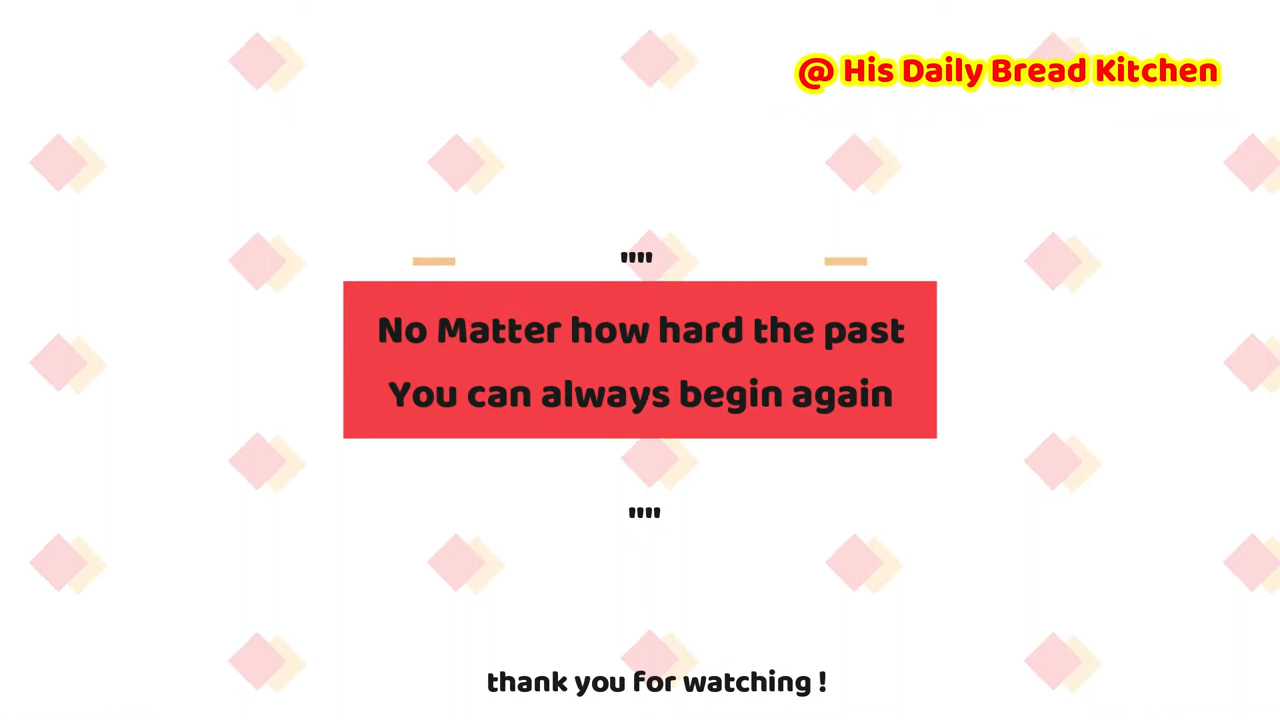 @ His Daily Bread Kitchen
""
No Matter how hard the past
You can always begin again
""
thank you for watching !